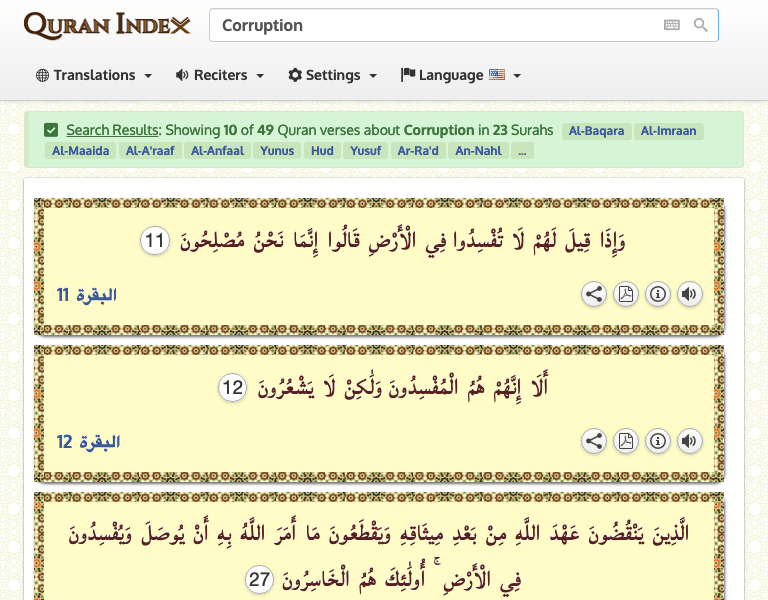 QURAN INDEX
Corruption
Translations Reciters Settings Language
Search Results: Showing 10 of 49 Quran verses about Corruption in 23 Surahs Al-Baqara Al-Imraan
Al-Maaida Al-A'raaf Al-Anfaal Yunus Hud Yusuf Ar-Ra'd An-Nahl ...
وَإِذَا قِيلَ لَهُمْ لَا تُفْسِدُوا فِي الْأَرْضِ قَالُوا إِنَّمَا نَحْنُ مُصْلِحُونَ 11
البقرة 11
أَلَا إِنَّهُمْ هُمُ الْمُفْسِدُونَ وَلَٰكِنْ لَا يَشْعُرُونَ 12
البقرة 12
الَّذِينَ يَنْقُضُونَ عَهْدَ اللَّهِ مِنْ بَعْدِ مِيثَاقِهِ وَيَقْطَعُونَ مَا أَمَرَ اللَّهُ بِهِ أَنْ يُوصَلَ وَيُفْسِدُونَ
فِي الْأَرْضِ ۚ أُولَٰئِكَ هُمُ الْخَاسِرُونَ 27